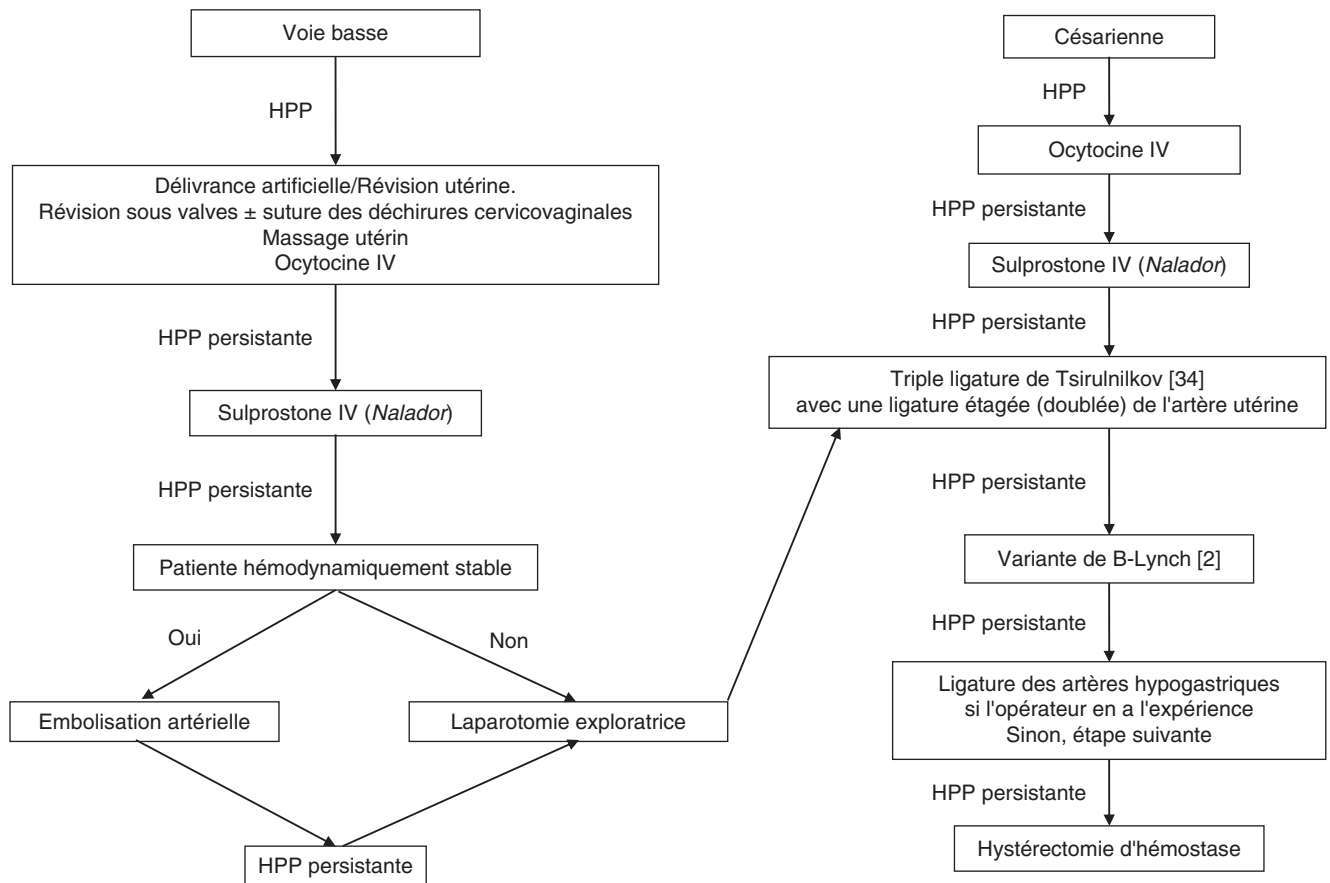 Voie basse
HPP
Délivrance artificielle/Révision utérine.
Révision sous valves ± suture des déchirures cervicovaginales
Massage utérin
Ocytocine IV
HPP persistante
Sulprostone IV (Nalador)
HPP persistante
Patiente hémodynamiquement stable
Oui
Non
Embolisation artérielle
Laparotomie exploratrice
HPP persistante
Césarienne
HPP
Ocytocine IV
HPP persistante
Sulprostone IV (Nalador)
HPP persistante
Triple ligature de Tsirulnilkov [34]
avec une ligature étagée (doublée) de l'artère utérine
HPP persistante
Variante de B-Lynch [2]
HPP persistante
Ligature des artères hypogastriques
si l'opérateur en a l'expérience
Sinon, étape suivante
HPP persistante
Hystérectomie d'hémostase